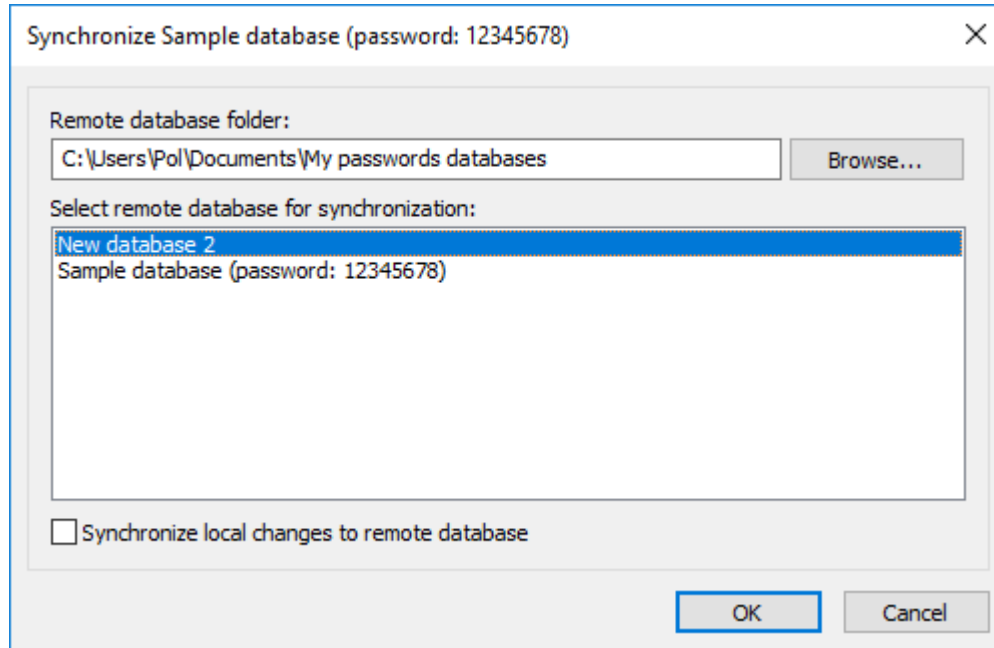 Synchronize Sample database (password: 12345678)
Remote database folder:
C:\Users\Pol\Documents\My passwords databases
Browse...
Select remote database for synchronization:
New database 2
Sample database (password: 12345678)
Synchronize local changes to remote database
OK
Cancel